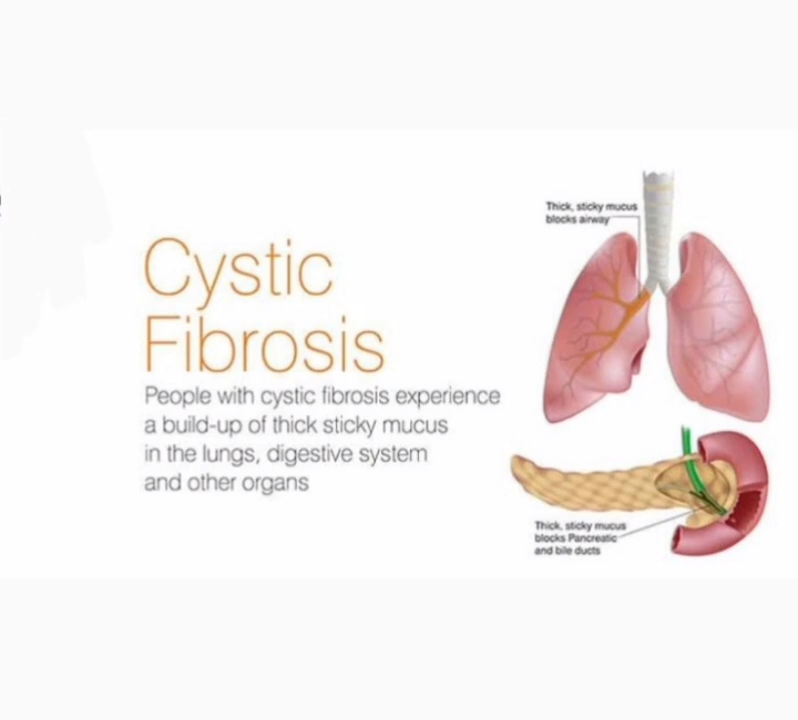 Cystic
Fibrosis
People with cystic fibrosis experience
a build-up of thick sticky mucus
in the lungs, digestive system
and other organs
Thick, sticky mucus
blocks airway
Thick, sticky mucus
blocks Pancreatic
and bile ducts